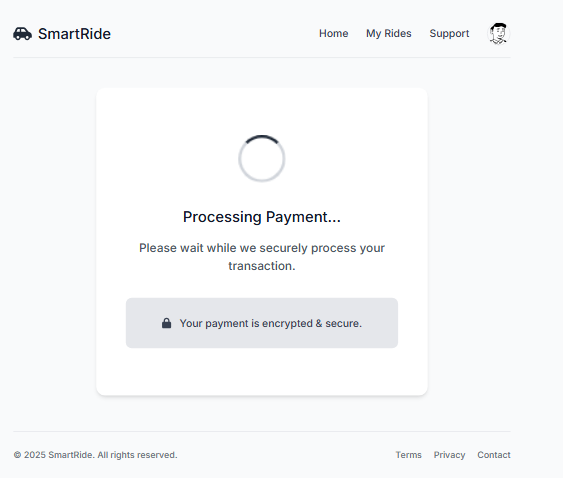 SmartRide
Home My Rides Support
Processing Payment...
Please wait while we securely process your
transaction.
Your payment is encrypted & secure.
© 2025 SmartRide. All rights reserved.
Terms Privacy Contact